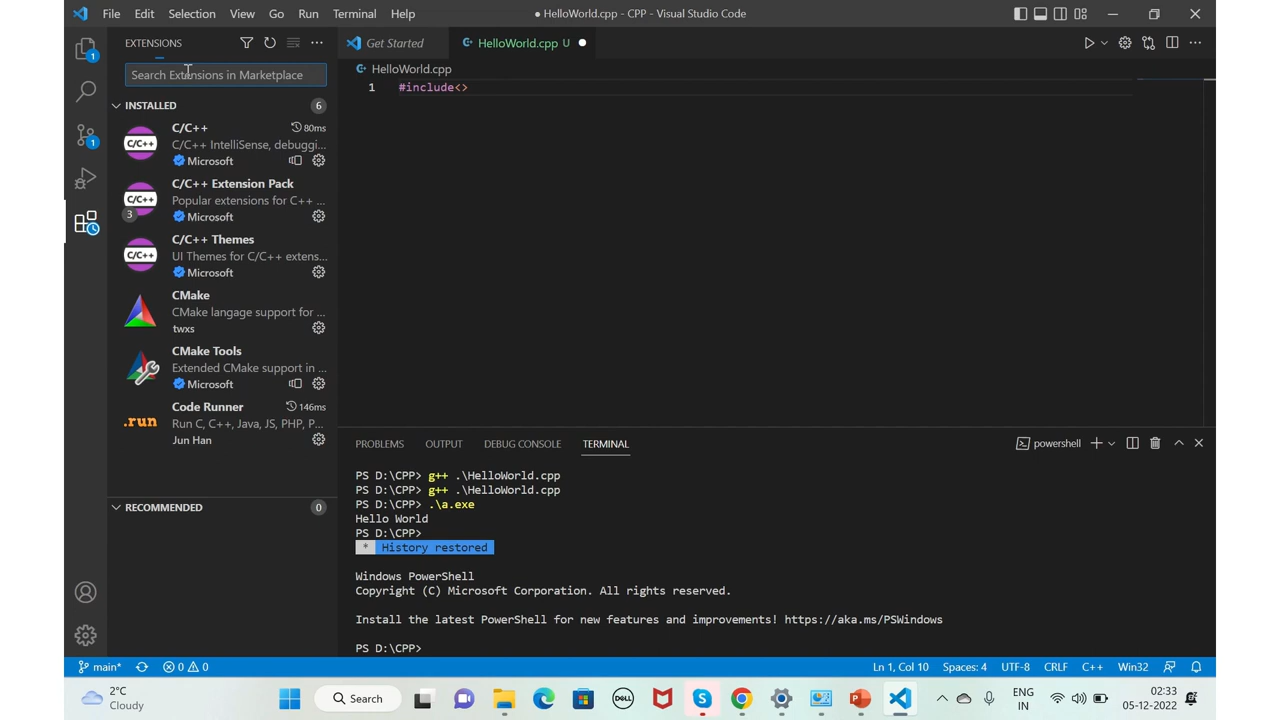 File Edit Selection View Go Run Terminal Help
● HelloWorld.cpp - CPP - Visual Studio Code
EXTENSIONS
Get Started
HelloWorld.cpp U
1
Search Extensions in Marketplace
HelloWorld.cpp
1 #include<>
INSTALLED 6
C/C++ 80ms
C/C++ IntelliSense, debuggi...
C/C++
Microsoft
C/C++ Extension Pack
Popular extensions for C++ ...
C/C++
3
Microsoft
C/C++ Themes
UI Themes for C/C++ extens...
C/C++
Microsoft
CMake
CMake langage support for ...
twxs
CMake Tools
Extended CMake support in ...
Microsoft
Code Runner 146ms
Run C, C++, Java, JS, PHP, P...
.run
Jun Han
RECOMMENDED 0
1
PROBLEMS OUTPUT DEBUG CONSOLE TERMINAL
powershell
PS D:\CPP> g++ .\HelloWorld.cpp
PS D:\CPP> g++ .\HelloWorld.cpp
PS D:\CPP> .\a.exe
Hello World
PS D:\CPP>
* History restored
Windows PowerShell
Copyright (C) Microsoft Corporation. All rights reserved.
Install the latest PowerShell for new features and improvements! https://aka.ms/PSWindows
PS D:\CPP>
main* 0 0
Ln 1, Col 10 Spaces: 4 UTF-8 CRLF C++ Win32
2°C
Cloudy
Search
DELL
ENG
IN
02:33
05-12-2022